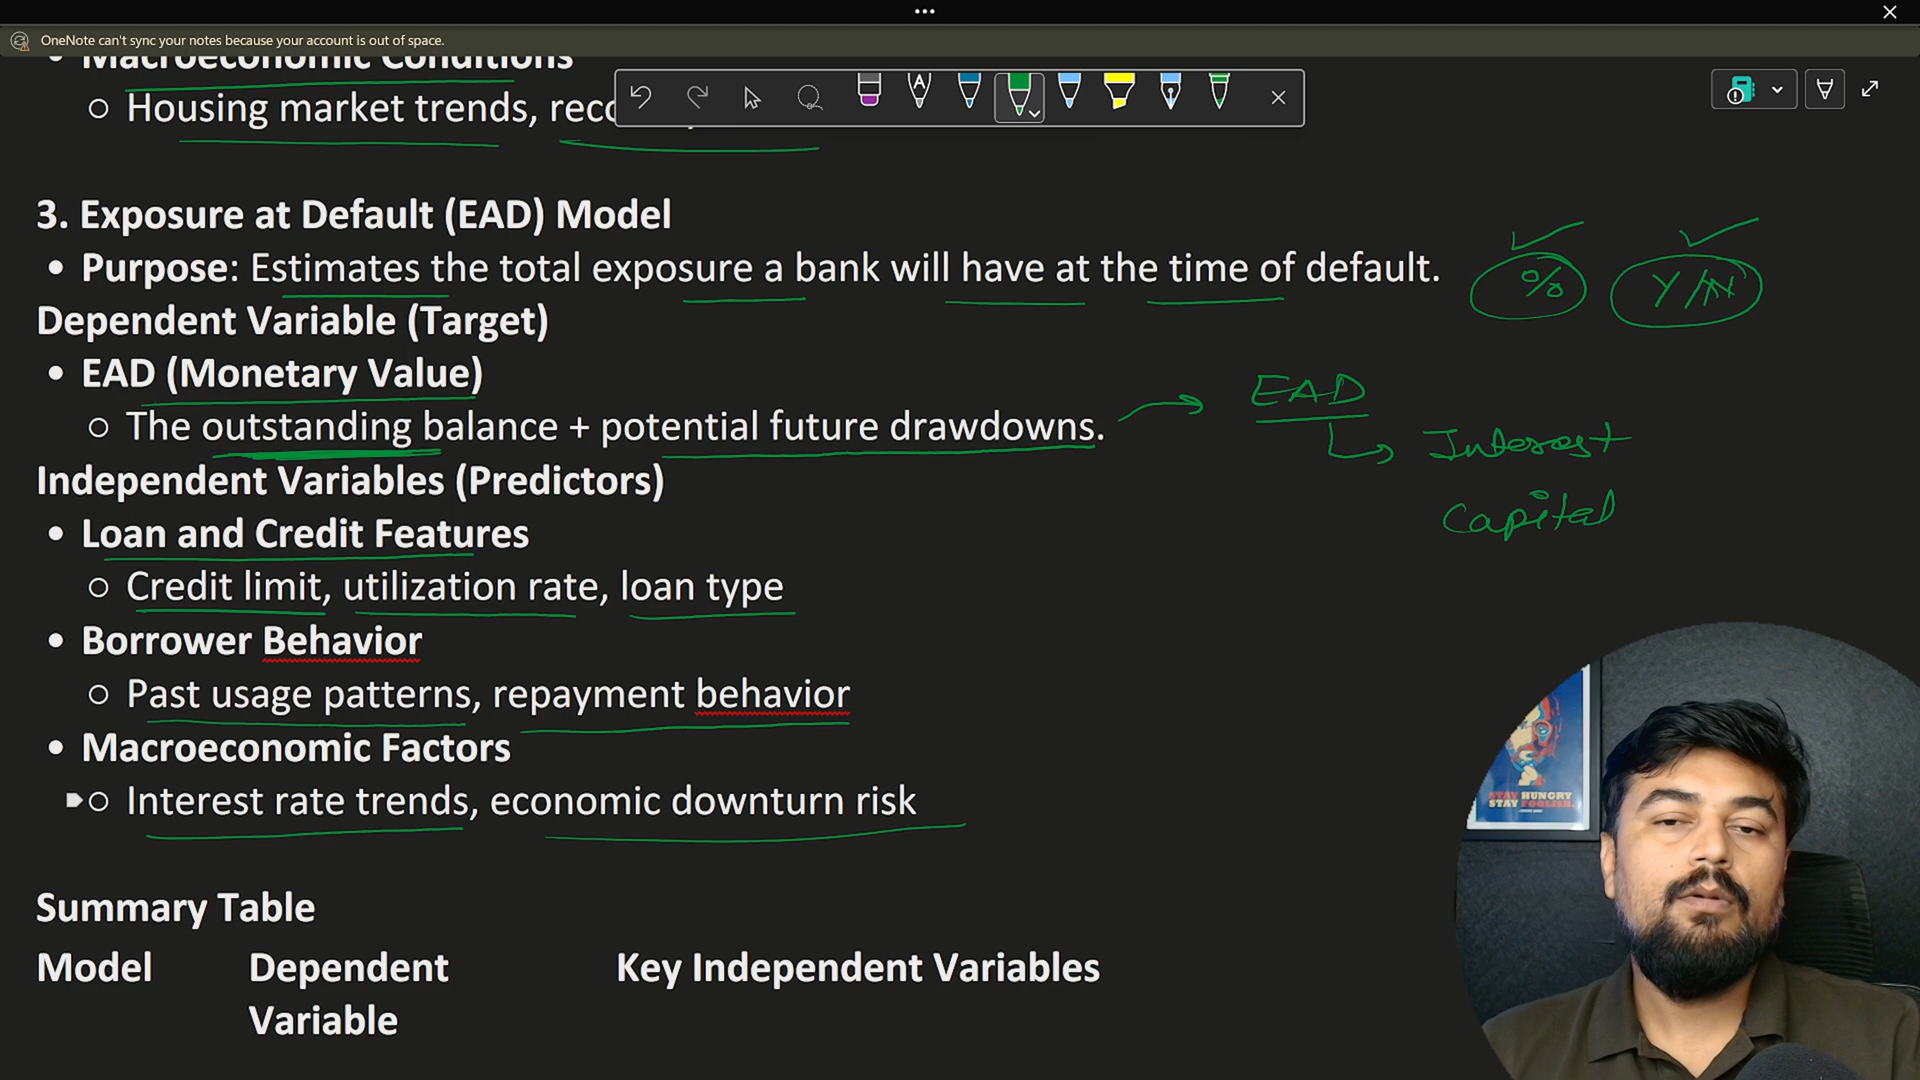 OneNote can't sync your notes because your account is out of space.
• Macroeconomic Conditions
○ Housing market trends,
3. Exposure at Default (EAD) Model
• Purpose: Estimates the total exposure a bank will have at the time of default.
% Y/N
Dependent Variable (Target)
• EAD (Monetary Value)
EAD
○ The outstanding balance + potential future drawdowns.
Interest
Capital
Independent Variables (Predictors)
• Loan and Credit Features
○ Credit limit, utilization rate, loan type
• Borrower Behavior
○ Past usage patterns, repayment behavior
• Macroeconomic Factors
○ Interest rate trends, economic downturn risk
STAY HUNGRY
STAY FOOLISH.
Summary Table
Model Dependent Key Independent Variables
Variable